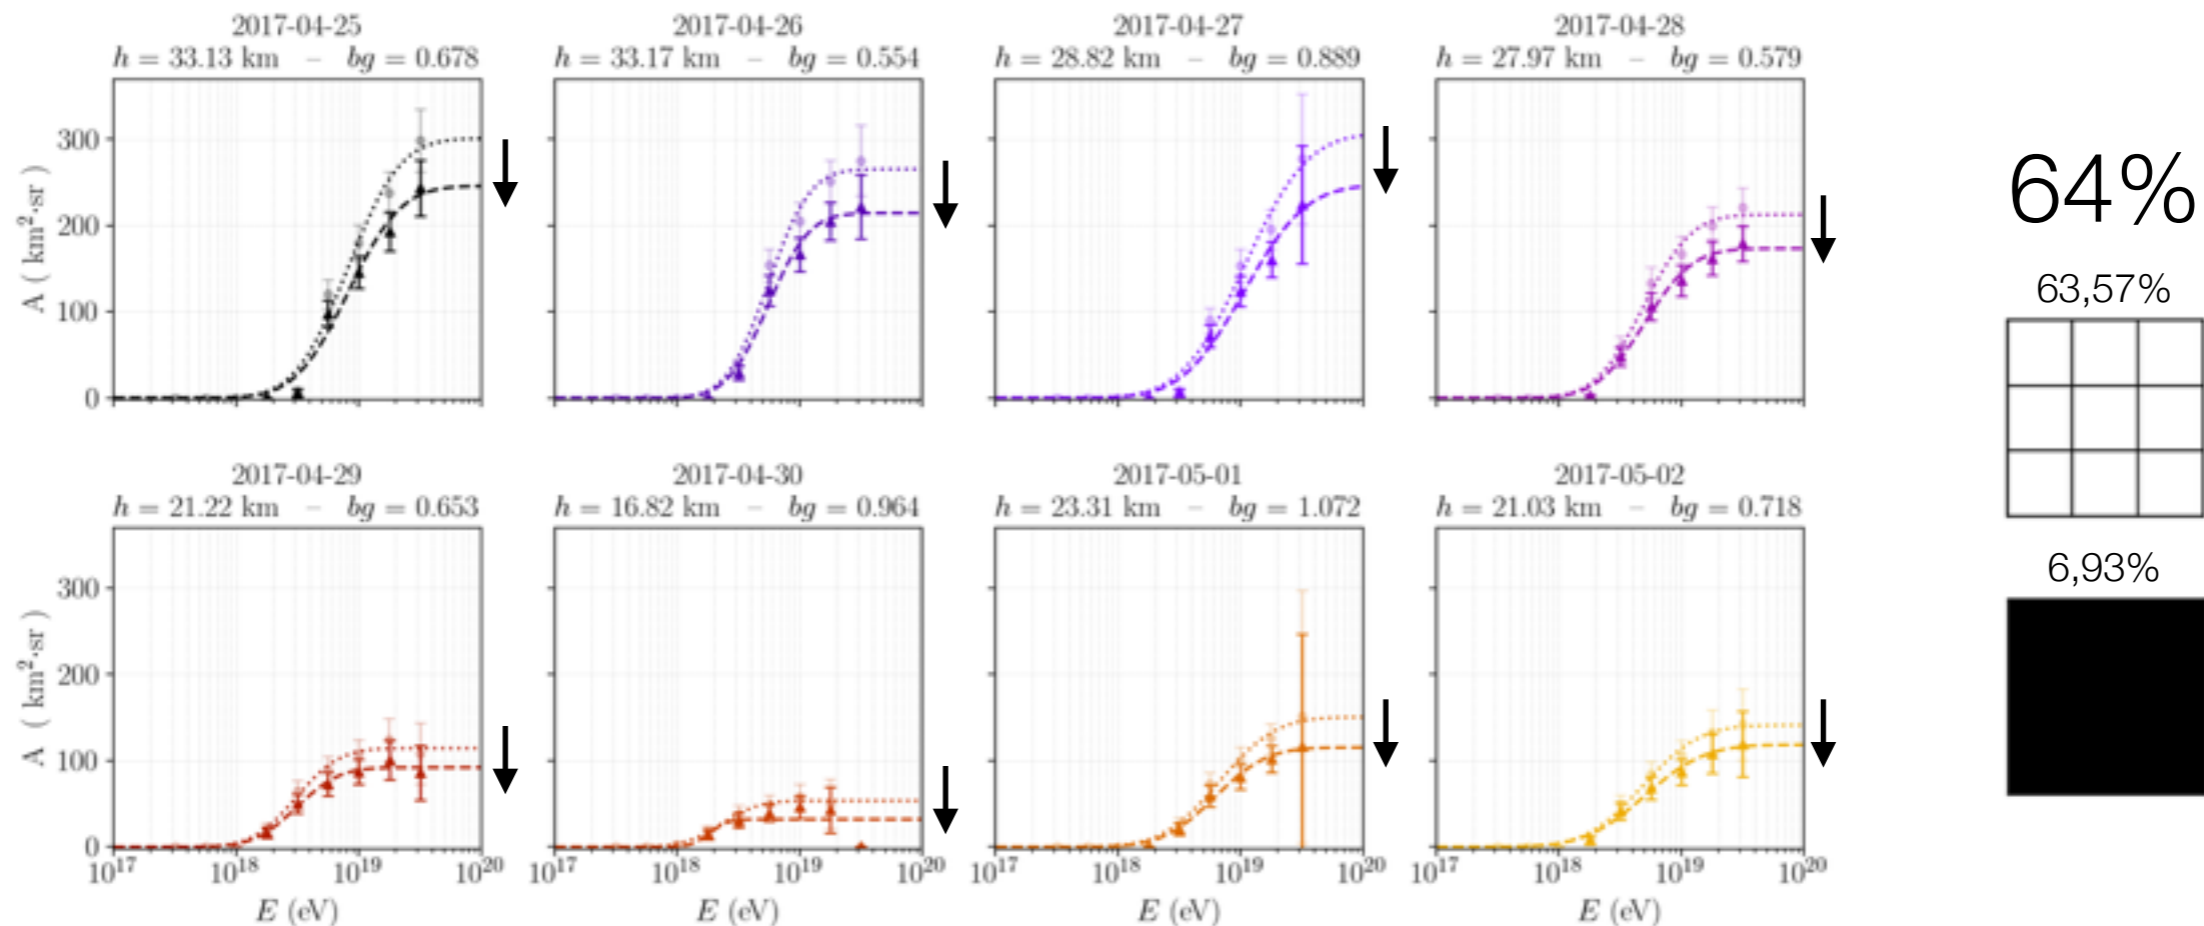 2017-04-25
h = 33.13 km – bg = 0.678
2017-04-26
h = 33.17 km – bg = 0.554
2017-04-27
h = 28.82 km – bg = 0.889
2017-04-28
h = 27.97 km – bg = 0.579
A ( km²·sr )
300
200
100
0
64%
63,57%
6,93%
2017-04-29
h = 21.22 km – bg = 0.653
2017-04-30
h = 16.82 km – bg = 0.964
2017-05-01
h = 23.31 km – bg = 1.072
2017-05-02
h = 21.03 km – bg = 0.718
A ( km²·sr )
300
200
100
0
10¹⁷ 10¹⁸ 10¹⁹ 10²⁰
10¹⁷ 10¹⁸ 10¹⁹ 10²⁰
10¹⁷ 10¹⁸ 10¹⁹ 10²⁰
10¹⁷ 10¹⁸ 10¹⁹ 10²⁰
E (eV)
E (eV)
E (eV)
E (eV)